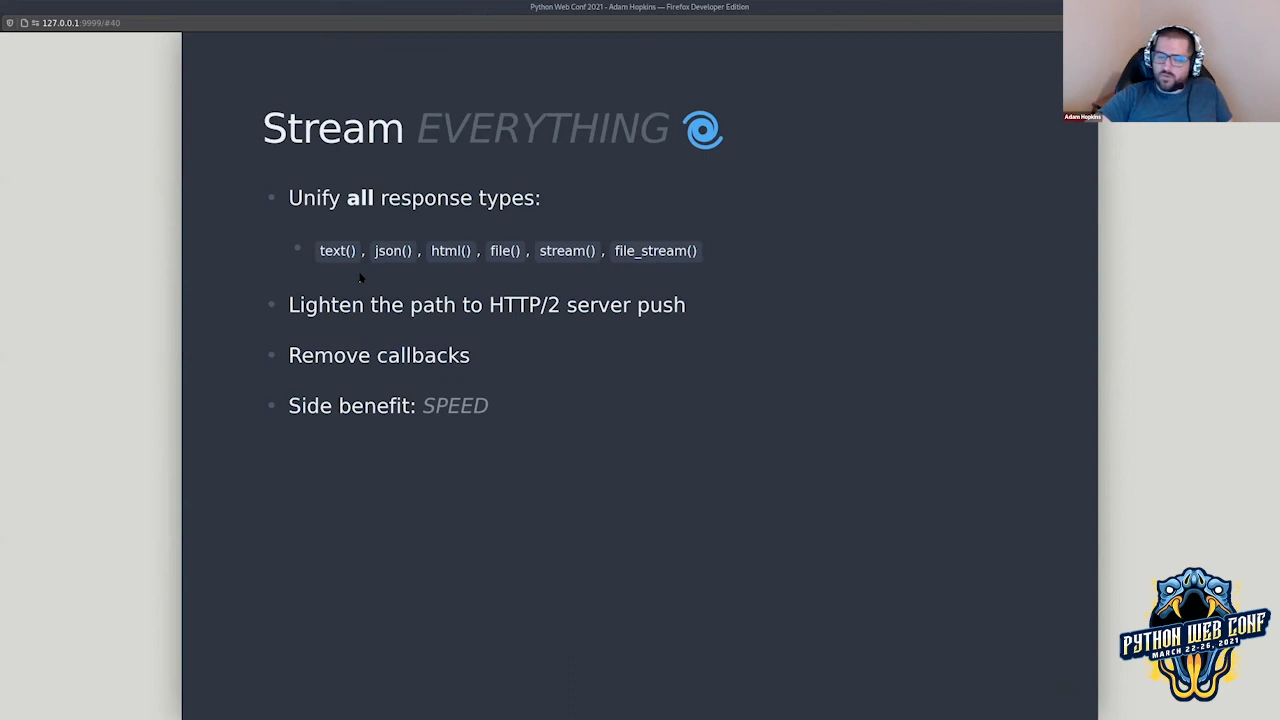 Python Web Conf 2021 - Adam Hopkins — Firefox Developer Edition
127.0.0.1:9999/#40
Adam Hopkins
Stream EVERYTHING
• Unify all response types:
• text(), json(), html(), file(), stream(), file_stream()
• Lighten the path to HTTP/2 server push
• Remove callbacks
• Side benefit: SPEED
PYTHON WEB CONF
MARCH 22-26, 2021